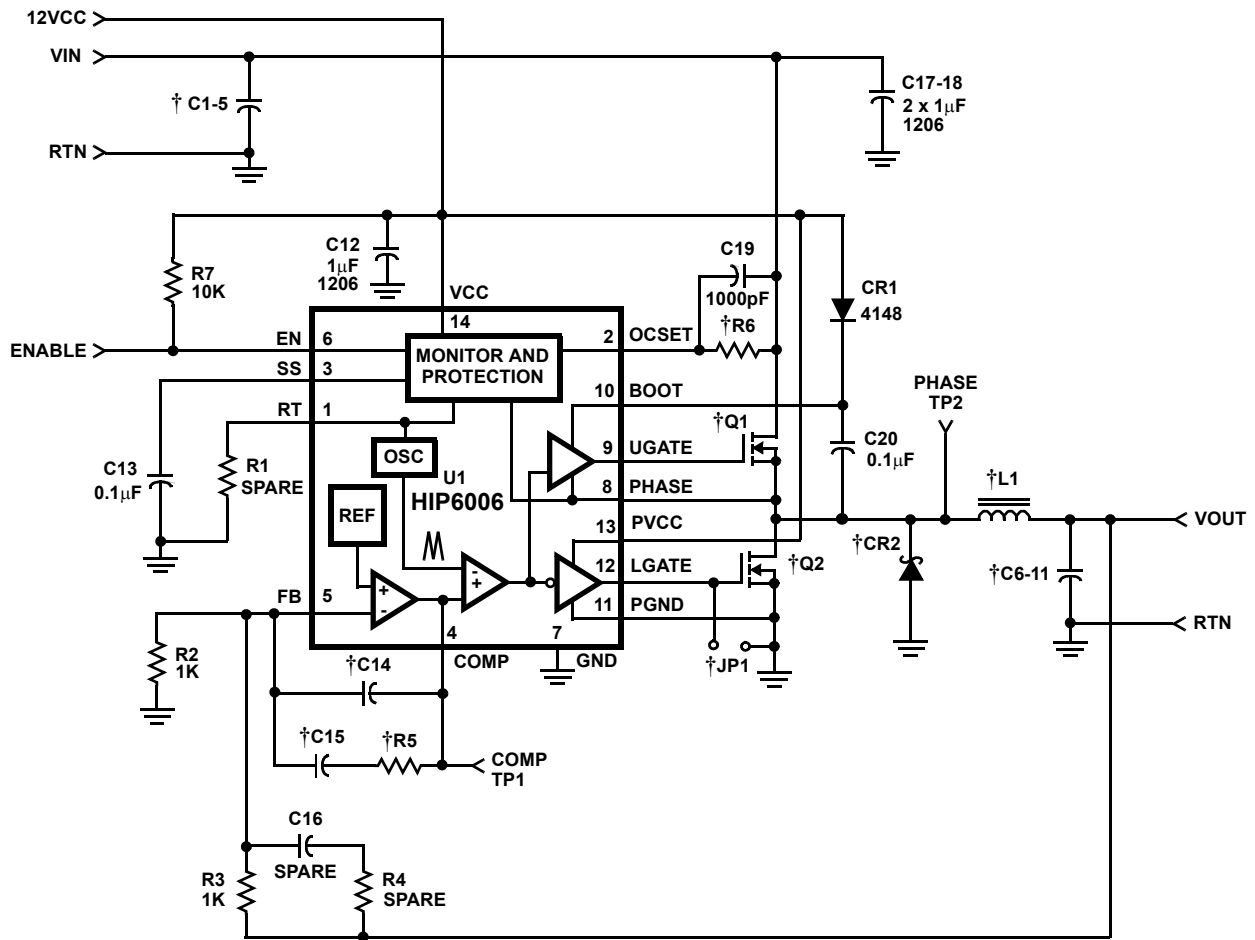 12VCC
VIN
† C1-5
RTN
C17-18
2 x 1μF
1206
R7
10K
C12
1μF
1206
VCC
14
C19
1000pF
†R6
CR1
4148
ENABLE
EN
6
SS
3
RT
1
MONITOR AND
PROTECTION
2
OCSET
10
BOOT
9
UGATE
8
PHASE
13
PVCC
12
LGATE
11
PGND
†Q1
C20
0.1μF
PHASE
TP2
†L1
VOUT
C13
0.1μF
R1
SPARE
OSC
U1
HIP6006
REF
-
+
+
-
†Q2
†CR2
†C6-11
RTN
FB
5
4
COMP
7
GND
†JP1
R2
1K
†C14
†C15
†R5
COMP
TP1
C16
SPARE
R3
1K
R4
SPARE